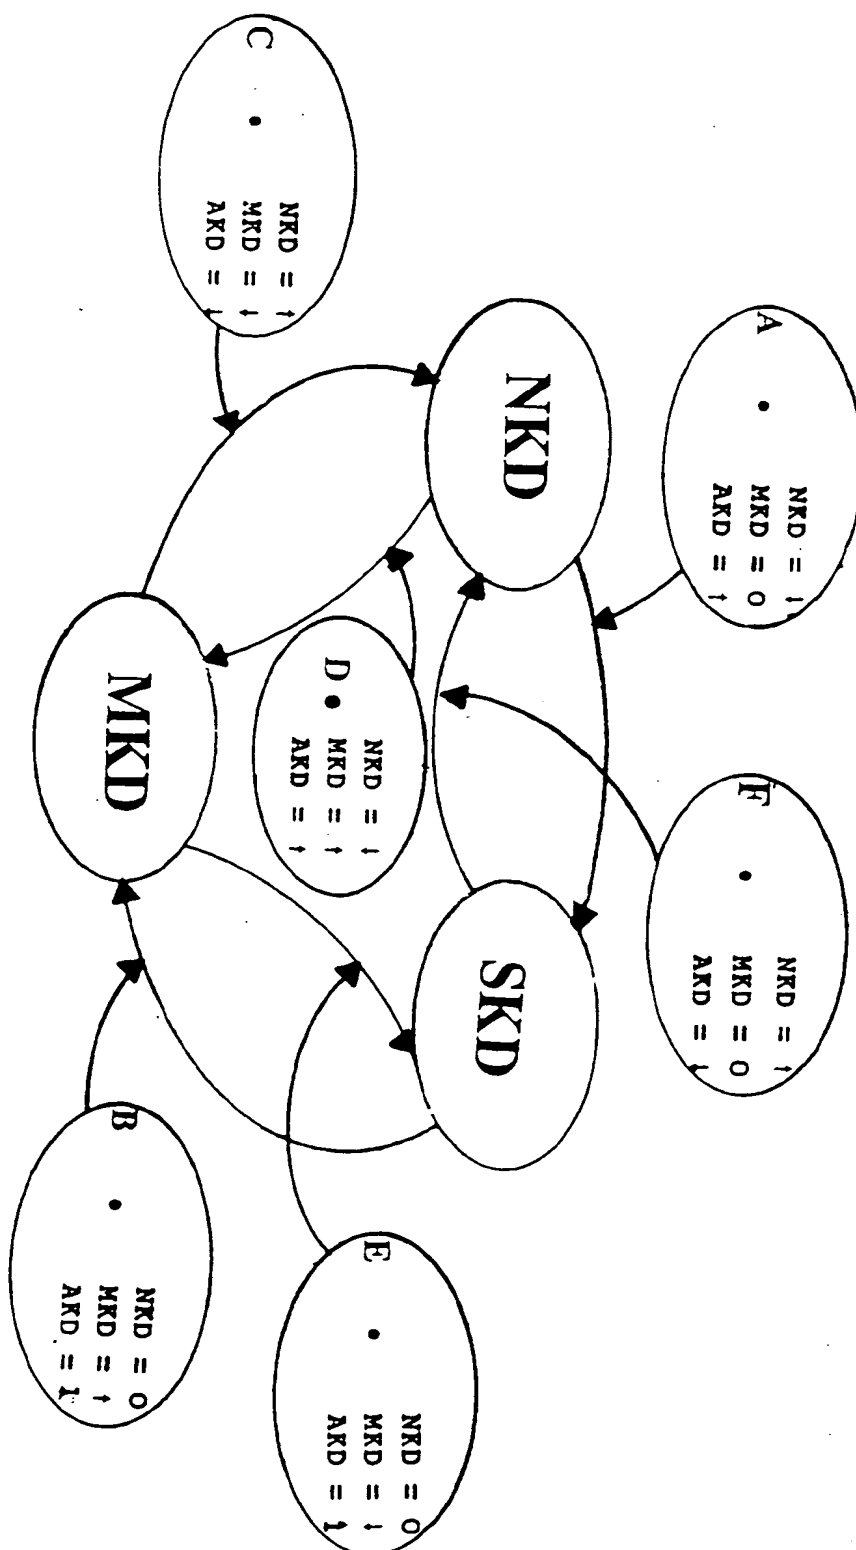 A
•
NKD = ↓
MKD = 0
AKD = ↑
F
•
NKD = ↑
MKD = 0
AKD = ↓
NKD
SKD
E
•
NKD = 0
MKD = ↓
AKD =
D •
NKD = ↓
MKD = ↑
AKD = ↑
C
•
NKD = ↑
MKD = ↓
AKD = ↓
MKD
B
•
NKD = 0
MKD = ↑
AKD =